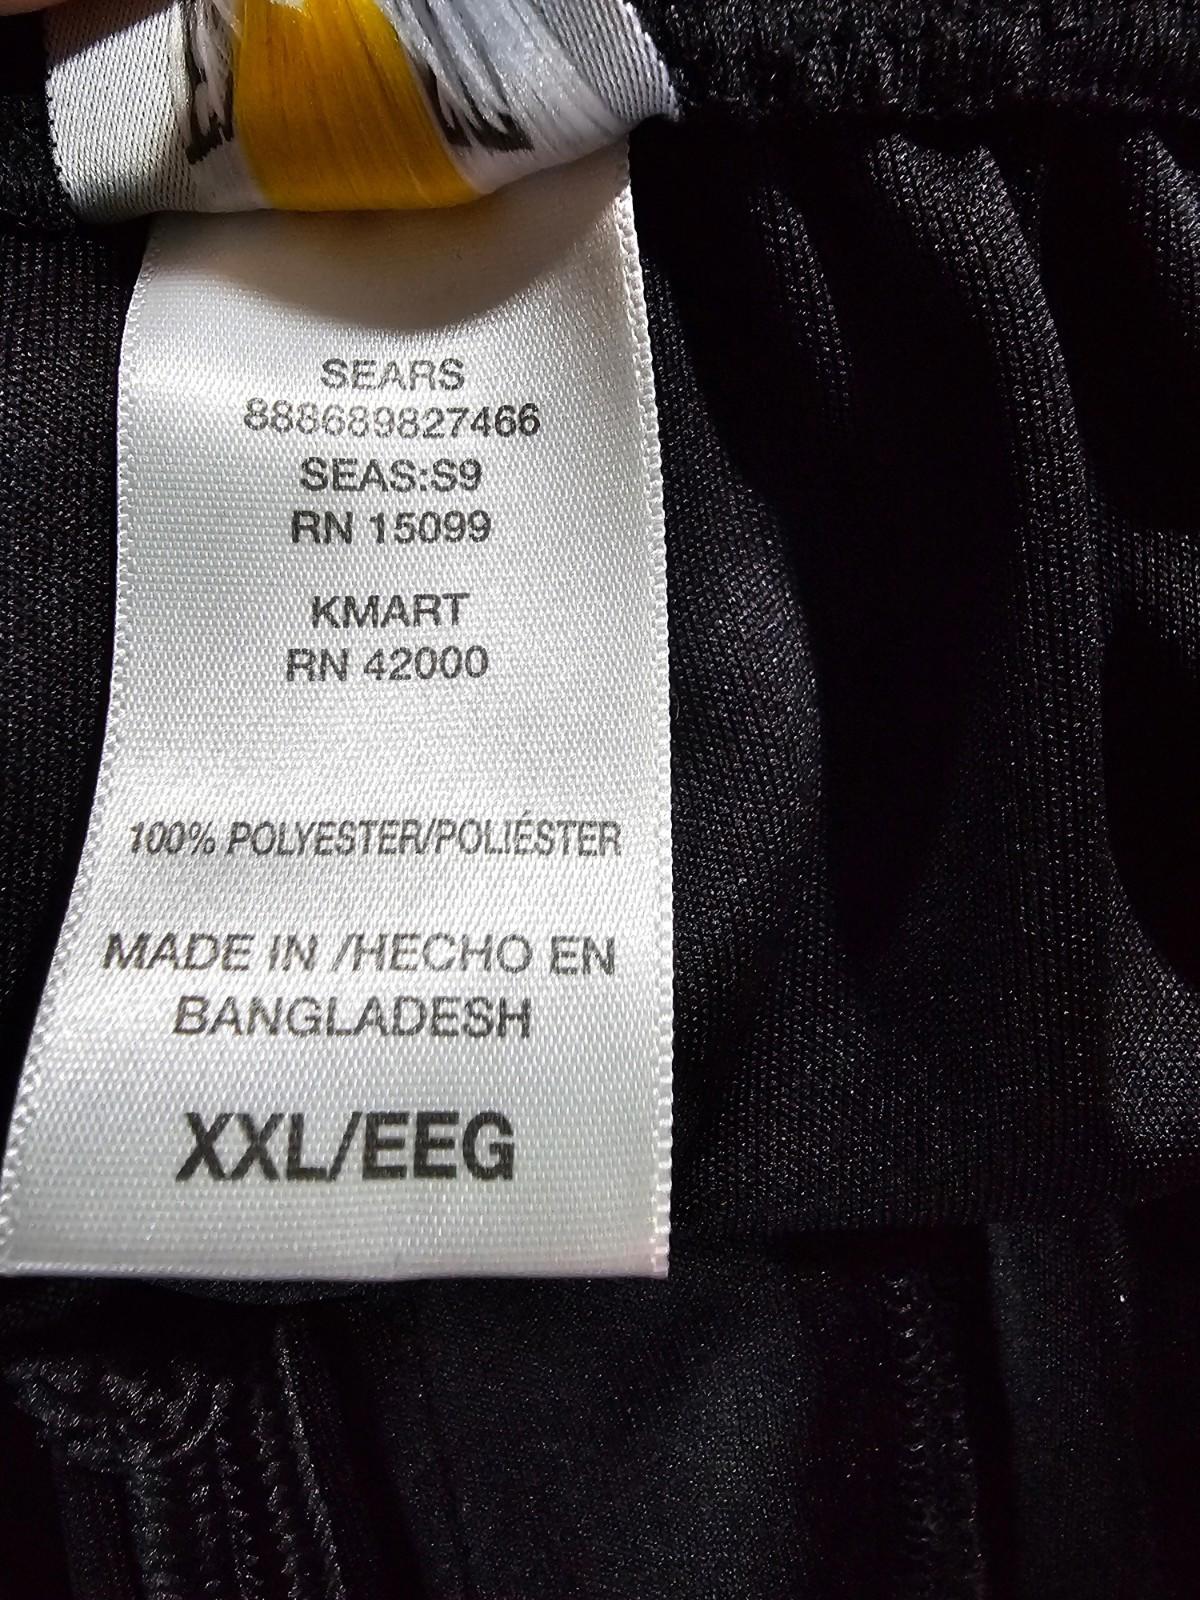 SEARS
888689827466
SEAS:S9
RN 15099
KMART
RN 42000
100% POLYESTER/POLIÉSTER
MADE IN /HECHO EN
BANGLADESH
XXL/EEG